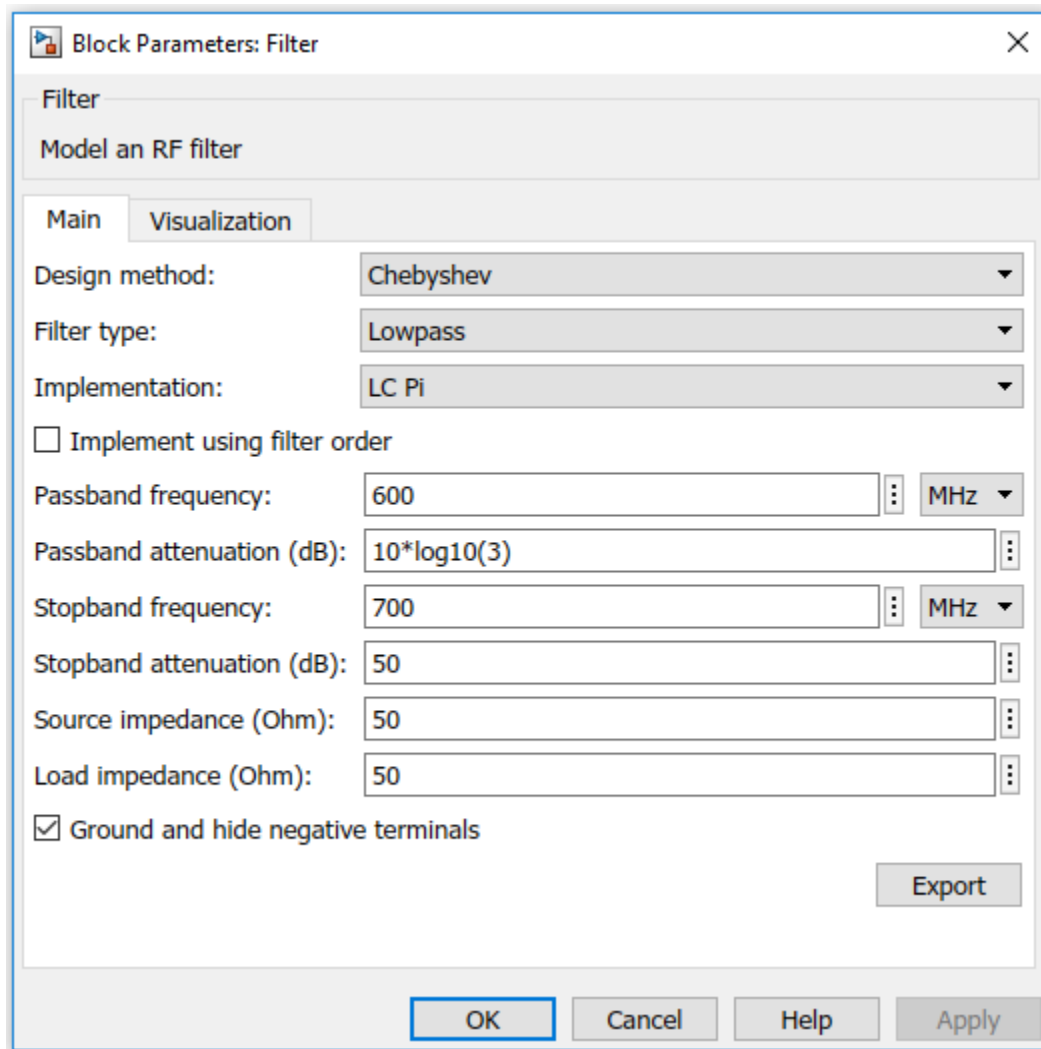 Block Parameters: Filter
Filter
Model an RF filter
Main Visualization
Design method: Chebyshev
Filter type: Lowpass
Implementation: LC Pi
Implement using filter order
Passband frequency: 600 MHz
Passband attenuation (dB): 10*log10(3)
Stopband frequency: 700 MHz
Stopband attenuation (dB): 50
Source impedance (Ohm): 50
Load impedance (Ohm): 50
Ground and hide negative terminals
Export
OK Cancel Help Apply